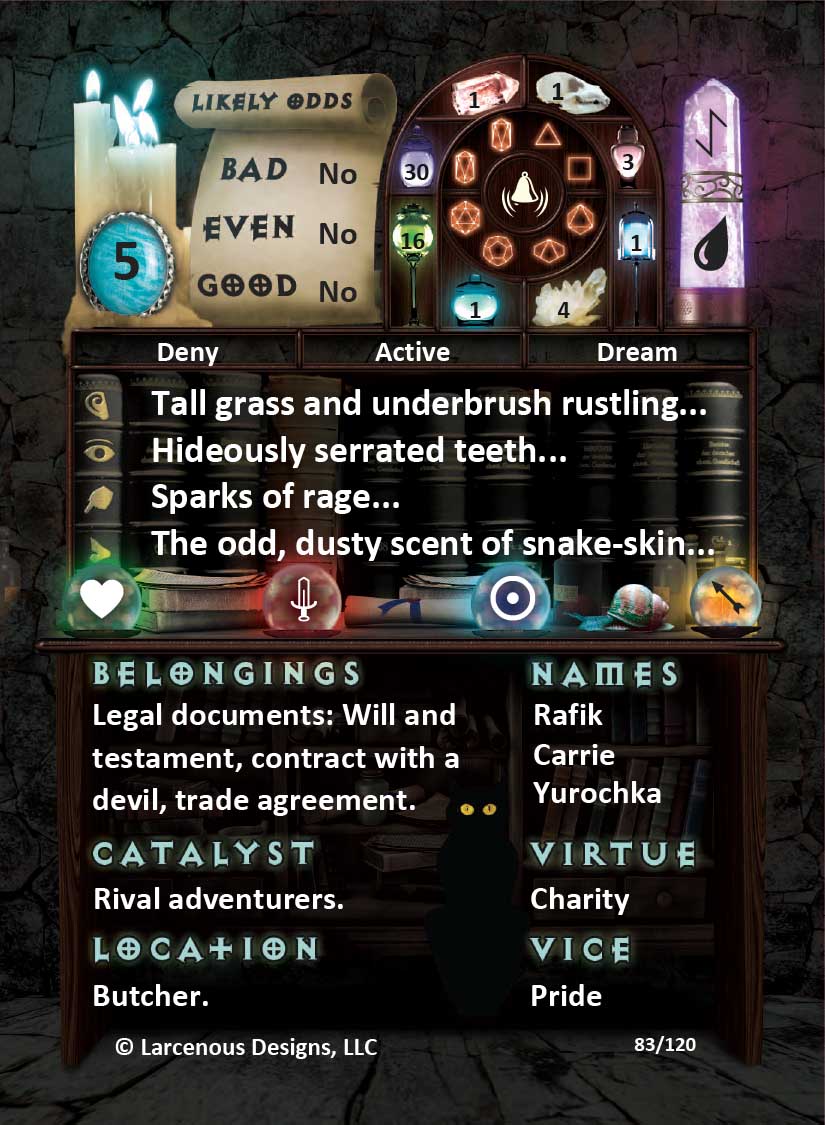 LIKELY ODDS
BAD No
EVEN No
GOOD No
5
1 1
30 3
16 1
1 4
Deny Active Dream
Tall grass and underbrush rustling...
Hideously serrated teeth...
Sparks of rage...
The odd, dusty scent of snake-skin...
BELONGINGS
Legal documents: Will and
testament, contract with a
devil, trade agreement.
NAMES
Rafik
Carrie
Yurochka
CATALYST
Rival adventurers.
VIRTUE
Charity
LOCATION
Butcher.
VICE
Pride
© Larcenous Designs, LLC
83/120